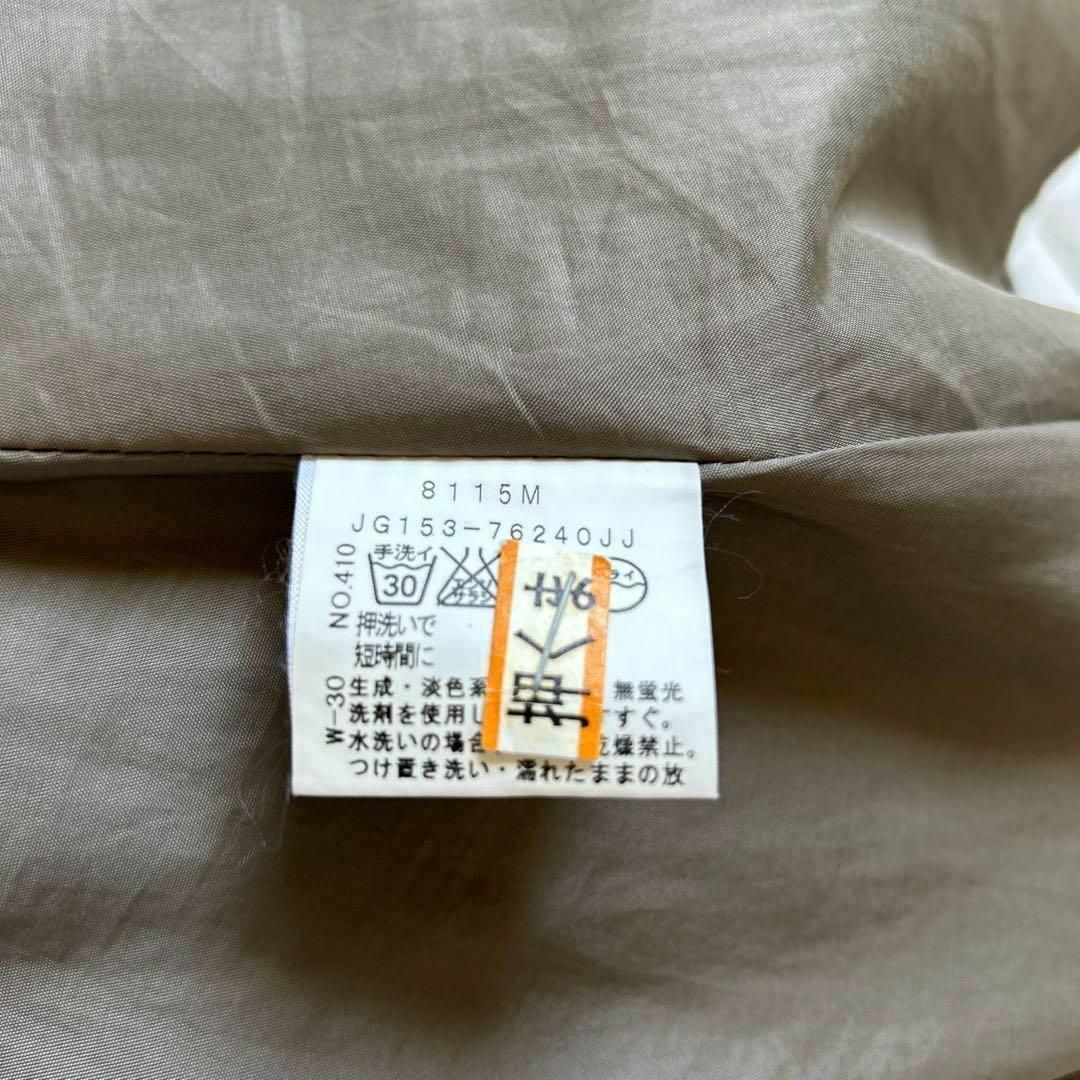 8115M
JG153-76240JJ
手洗イ
30
押洗いで
短時間に
生成・淡色系 無蛍光
洗剤を使用し すすぐ。
水洗いの場合 乾燥禁止。
つけ置き洗い・濡れたままの放
NO.410
W-30
押く